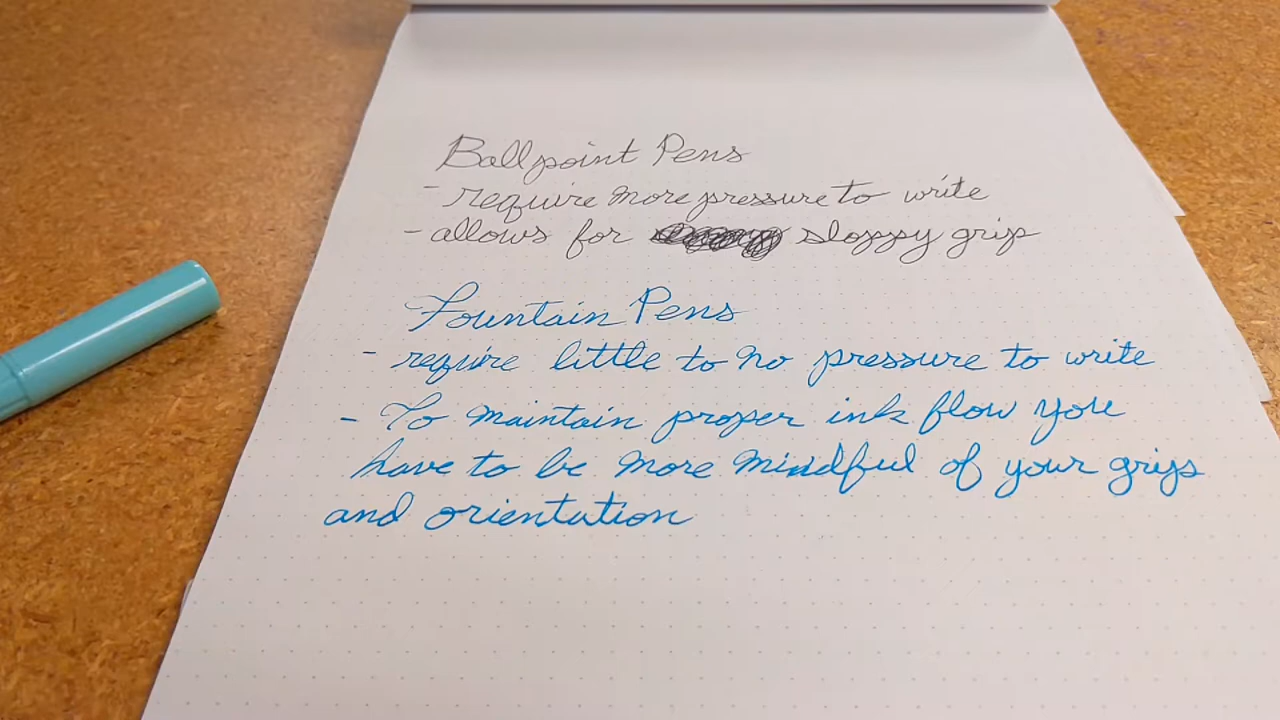 Ballpoint Pens
- require more pressure to write
- allows for sloppy grip
Fountain Pens
- require little to no pressure to write
- To maintain proper ink flow you
have to be more mindful of your grip
and orientation